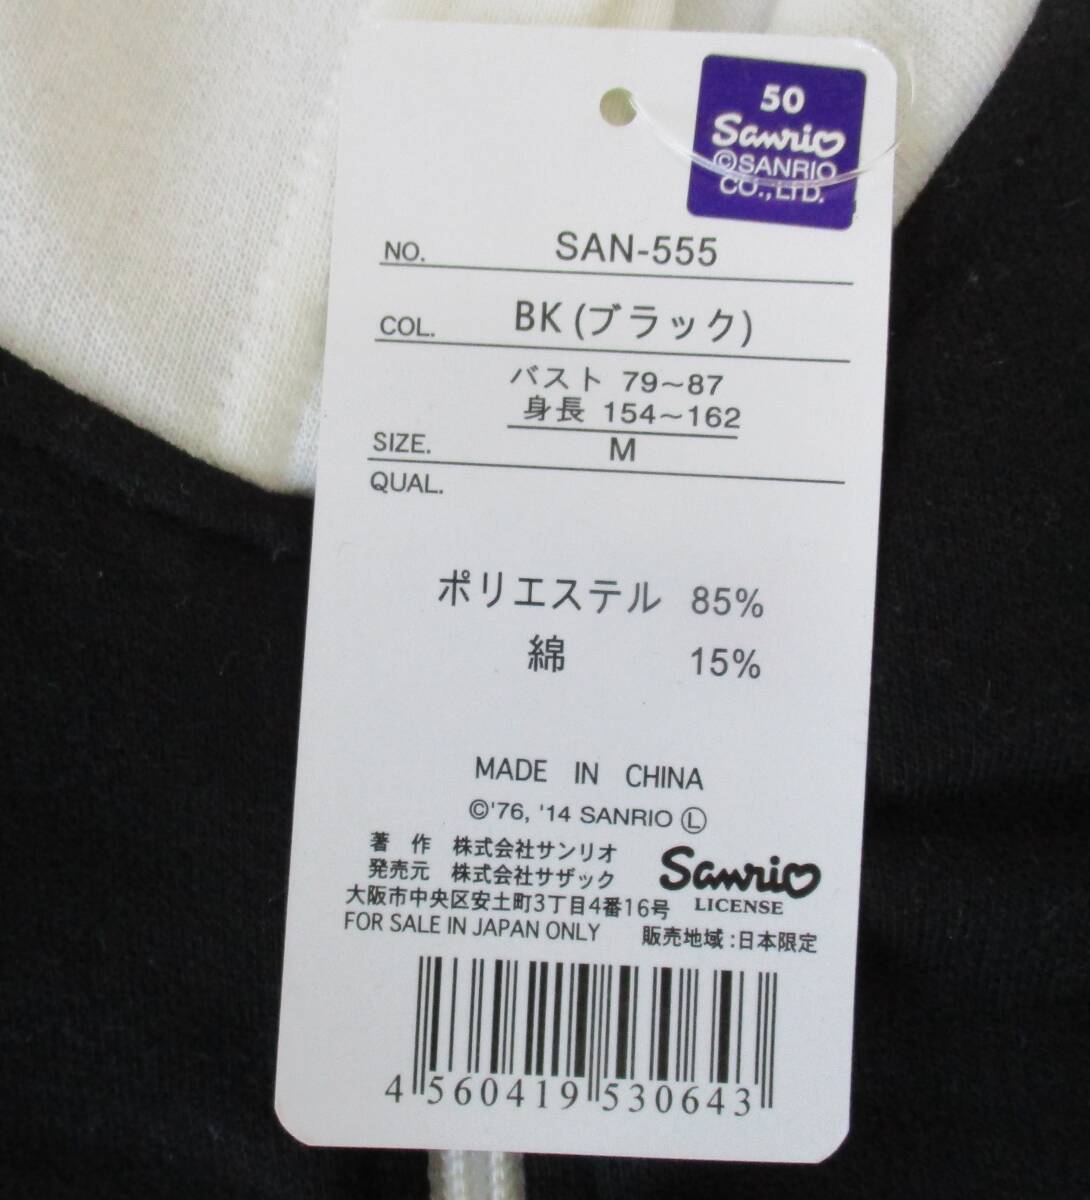 50
Sanrio
©SANRIO
CO.,LTD.
NO. SAN-555
COL. BK (ブラック)
バスト 79～87
身長 154～162
SIZE. M
QUAL.
ポリエステル 85%
綿 15%
MADE IN CHINA
©'76, '14 SANRIO Ⓛ
著 作 株式会社サンリオ
発売元 株式会社サザック
Sanrio
LICENSE
大阪市中央区安土町3丁目4番16号
FOR SALE IN JAPAN ONLY 販売地域:日本限定
4 560419 530643